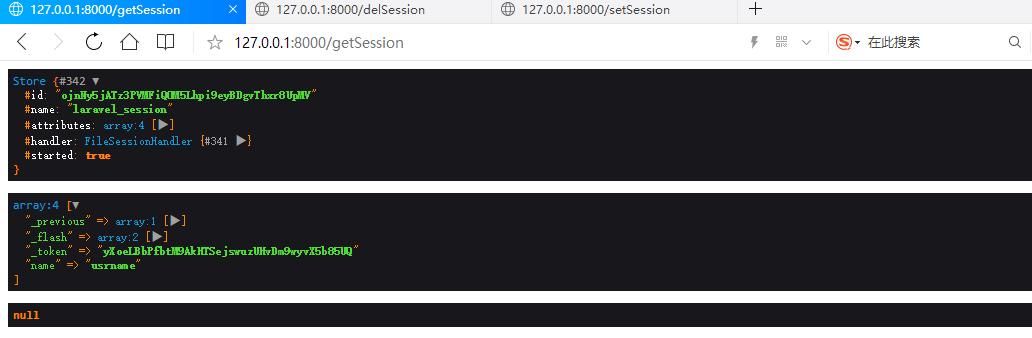 127.0.0.1:8000/getSession
127.0.0.1:8000/delSession
127.0.0.1:8000/setSession
127.0.0.1:8000/getSession
在此搜索
Store {#342 ▼
#id: "ojnHy5jATz3PVMFiQOM5Lhpi9eyBDgvThxr8UpMV"
#name: "laravel_session"
#attributes: array:4 [▶]
#handler: FileSessionHandler {#341 ▶}
#started: true
}
array:4 [▼
"_previous" => array:1 [▶]
"_flash" => array:2 [▶]
"_token" => "yXoeLBbPfbtM9AkHTSejswuzUHvDm9wyvX5b85UQ"
"name" => "usrname"
]
null